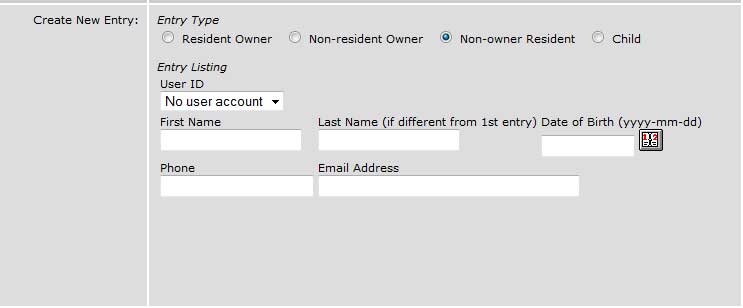 Create New Entry:
Entry Type
Resident Owner Non-resident Owner Non-owner Resident Child
Entry Listing
User ID
No user account
First Name Last Name (if different from 1st entry) Date of Birth (yyyy-mm-dd)
Phone Email Address